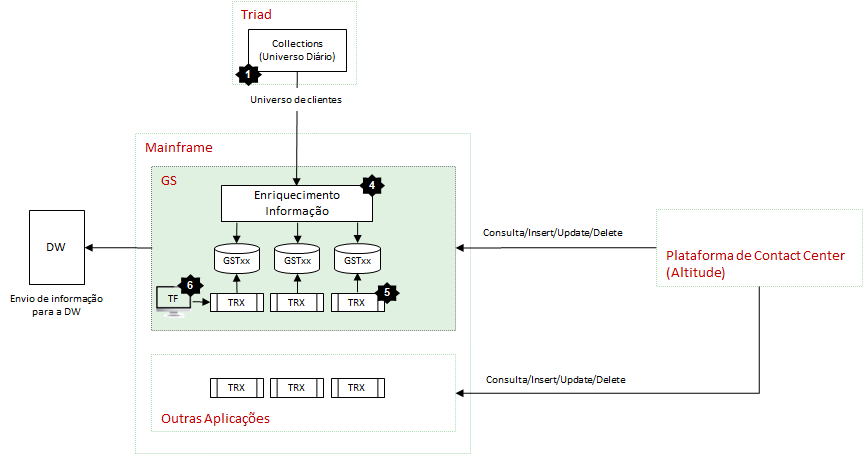 Triad
Collections
(Universo Diário)
1
Universo de clientes
Mainframe
GS
4
Enriquecimento
Informação
Consulta/Insert/Update/Delete
DW
GSTxx
GSTxx
GSTxx
Plataforma de Contact Center
(Altitude)
6
5
TF
TRX
TRX
TRX
Envio de informação
para a DW
Consulta/Insert/Update/Delete
TRX
TRX
TRX
Outras Aplicações